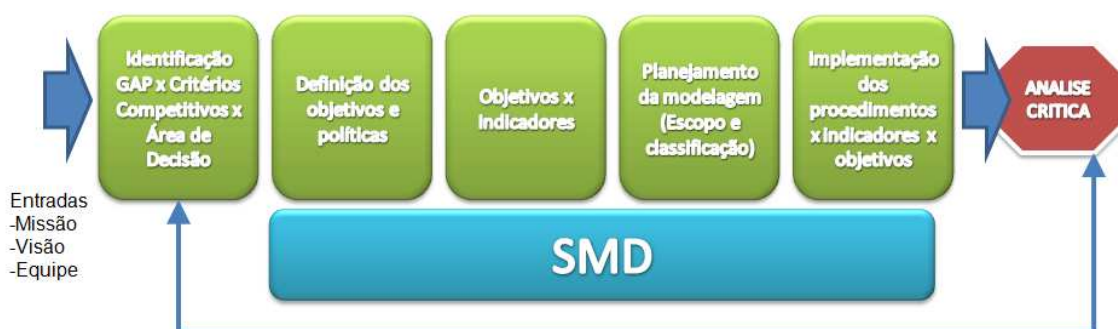 Identificação
GAP x Critérios
Competitivos x
Área de
Decisão
Definição dos
objetivos e
políticas
Objetivos x
Indicadores
Planejamento
da modelagem
(Escopo e
classificação)
Implementação
dos
procedimentos
x indicadores x
objetivos
ANALISE
CRITICA
Entradas
-Missão
-Visão
-Equipe
SMD